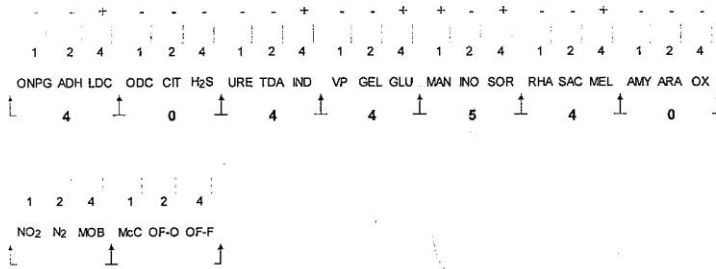 - - + - - - - - + - - + + - + - - + - - -
1 2 4 1 2 4 1 2 4 1 2 4 1 2 4 1 2 4 1 2 4
ONPG ADH LDC ODC CIT H₂S URE TDA IND VP GEL GLU MAN INO SOR RHA SAC MEL AMY ARA OX
4 0 4 4 5 4 0
1 2 4 1 2 4
NO₂ N₂ MOB McC OF-O OF-F